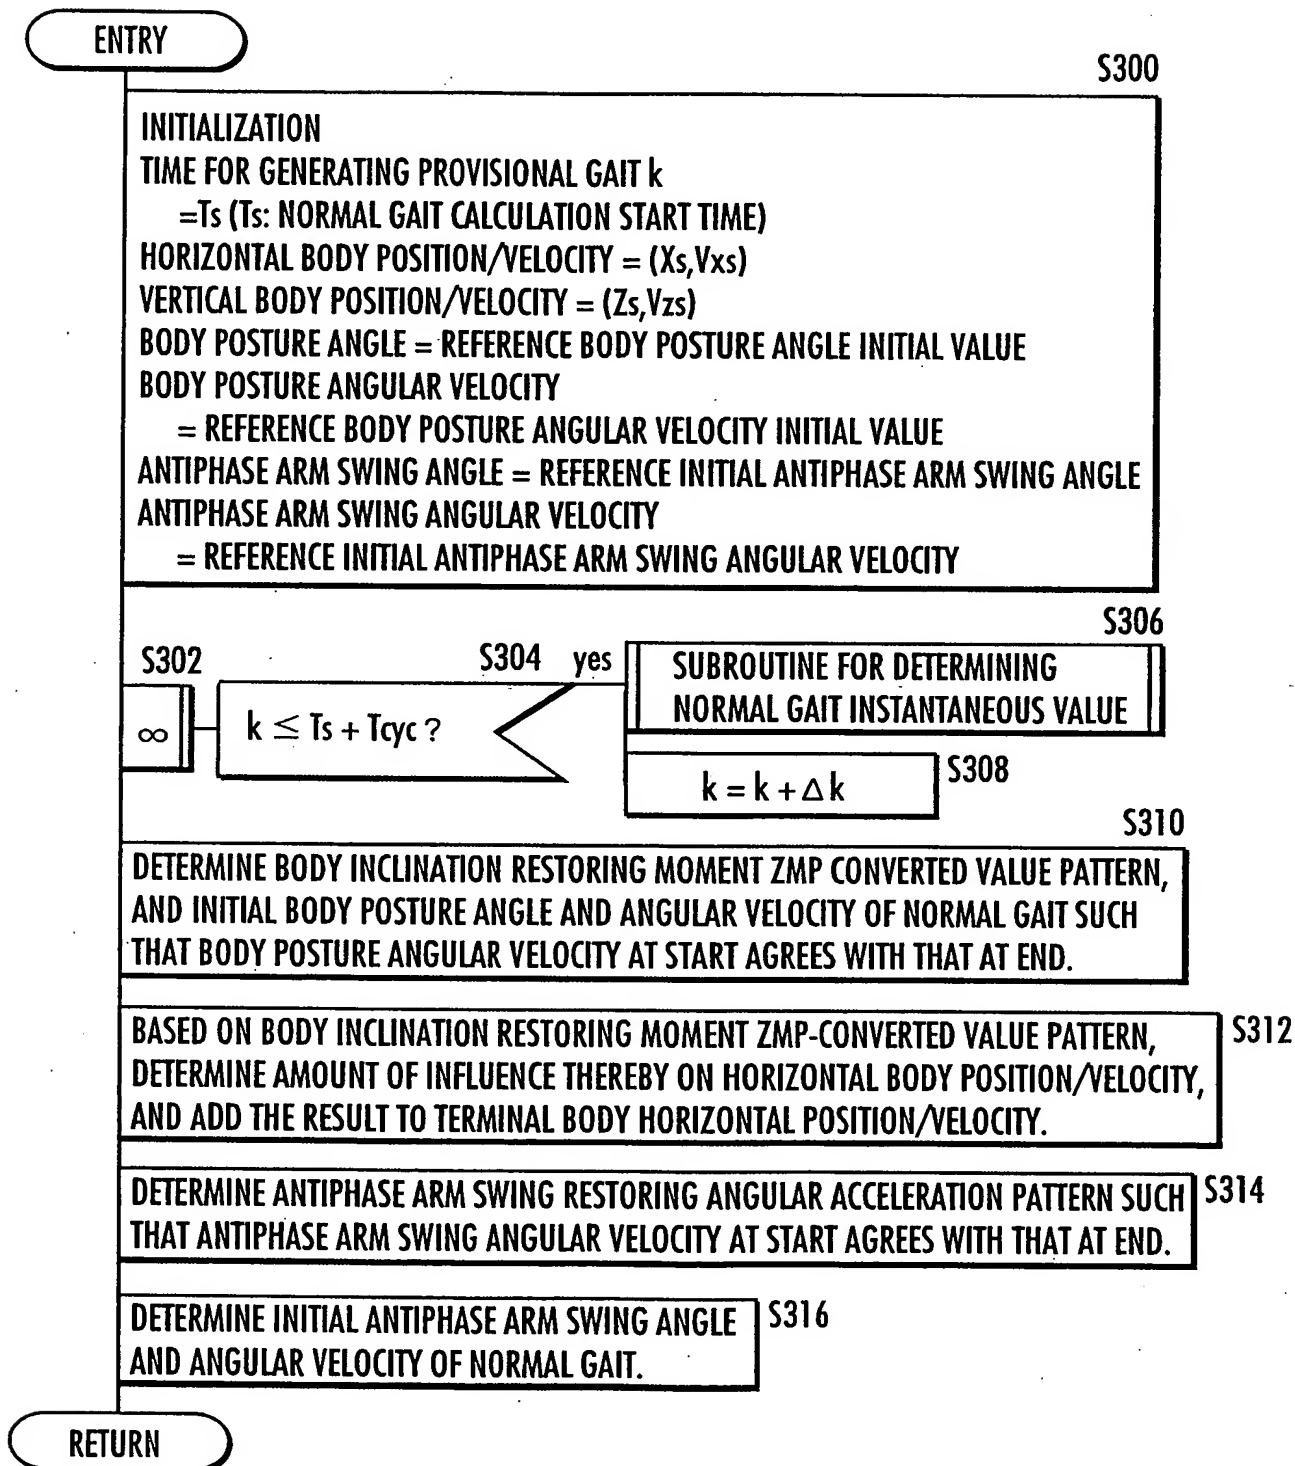 ENTRY
S300
INITIALIZATION
TIME FOR GENERATING PROVISIONAL GAIT k
=Ts (Ts: NORMAL GAIT CALCULATION START TIME)
HORIZONTAL BODY POSITION/VELOCITY = (Xs,Vxs)
VERTICAL BODY POSITION/VELOCITY = (Zs,Vzs)
BODY POSTURE ANGLE = REFERENCE BODY POSTURE ANGLE INITIAL VALUE
BODY POSTURE ANGULAR VELOCITY
= REFERENCE BODY POSTURE ANGULAR VELOCITY INITIAL VALUE
ANTIPHASE ARM SWING ANGLE = REFERENCE INITIAL ANTIPHASE ARM SWING ANGLE
ANTIPHASE ARM SWING ANGULAR VELOCITY
= REFERENCE INITIAL ANTIPHASE ARM SWING ANGULAR VELOCITY
S302
∞
S304
k ≦ Ts + Tcyc ?
yes
S306
SUBROUTINE FOR DETERMINING
NORMAL GAIT INSTANTANEOUS VALUE
k = k + Δ k
S308
S310
DETERMINE BODY INCLINATION RESTORING MOMENT ZMP CONVERTED VALUE PATTERN,
AND INITIAL BODY POSTURE ANGLE AND ANGULAR VELOCITY OF NORMAL GAIT SUCH
THAT BODY POSTURE ANGULAR VELOCITY AT START AGREES WITH THAT AT END.
S312
BASED ON BODY INCLINATION RESTORING MOMENT ZMP-CONVERTED VALUE PATTERN,
DETERMINE AMOUNT OF INFLUENCE THEREBY ON HORIZONTAL BODY POSITION/VELOCITY,
AND ADD THE RESULT TO TERMINAL BODY HORIZONTAL POSITION/VELOCITY.
S314
DETERMINE ANTIPHASE ARM SWING RESTORING ANGULAR ACCELERATION PATTERN SUCH
THAT ANTIPHASE ARM SWING ANGULAR VELOCITY AT START AGREES WITH THAT AT END.
S316
DETERMINE INITIAL ANTIPHASE ARM SWING ANGLE
AND ANGULAR VELOCITY OF NORMAL GAIT.
RETURN